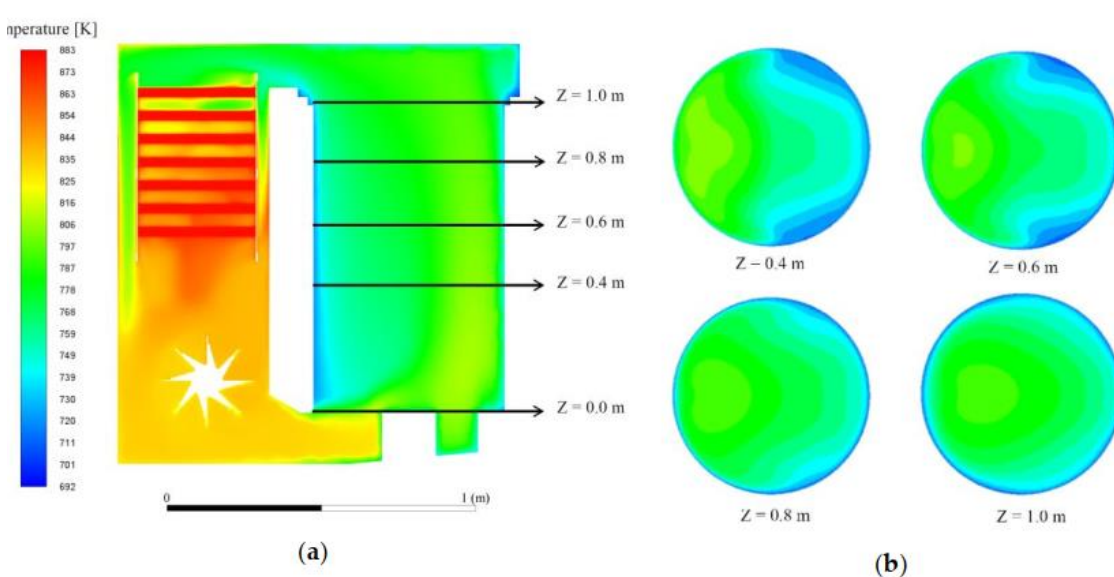 mperature [K]
883
873
863
854
844
835
825
816
806
797
787
778
768
759
749
739
730
720
711
701
692
Z = 1.0 m
Z = 0.8 m
Z = 0.6 m
Z = 0.4 m
Z = 0.0 m
0 1 (m)
(a)
Z – 0.4 m
Z = 0.6 m
Z = 0.8 m
Z = 1.0 m
(b)